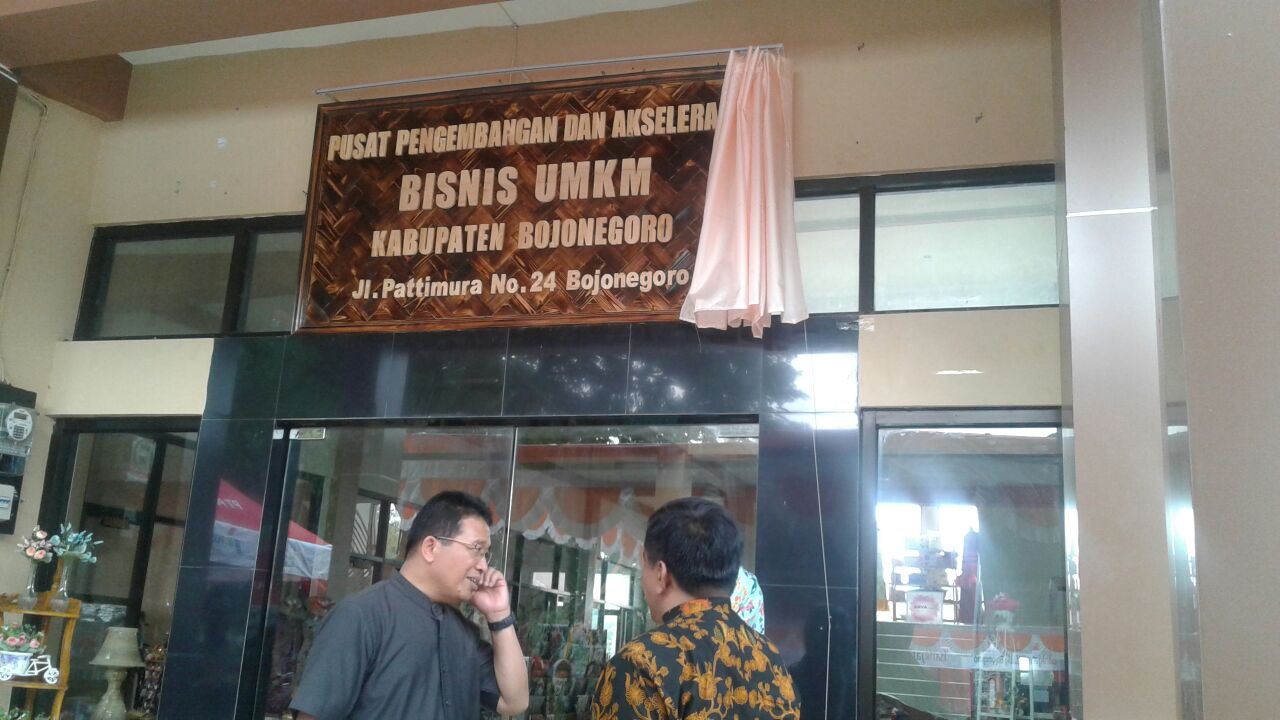 PUSAT PENGEMBANGAN DAN AKSELERA
BISNIS UMKM
KABUPATEN BOJONEGORO
Jl. Pattimura No. 24 Bojonegoro